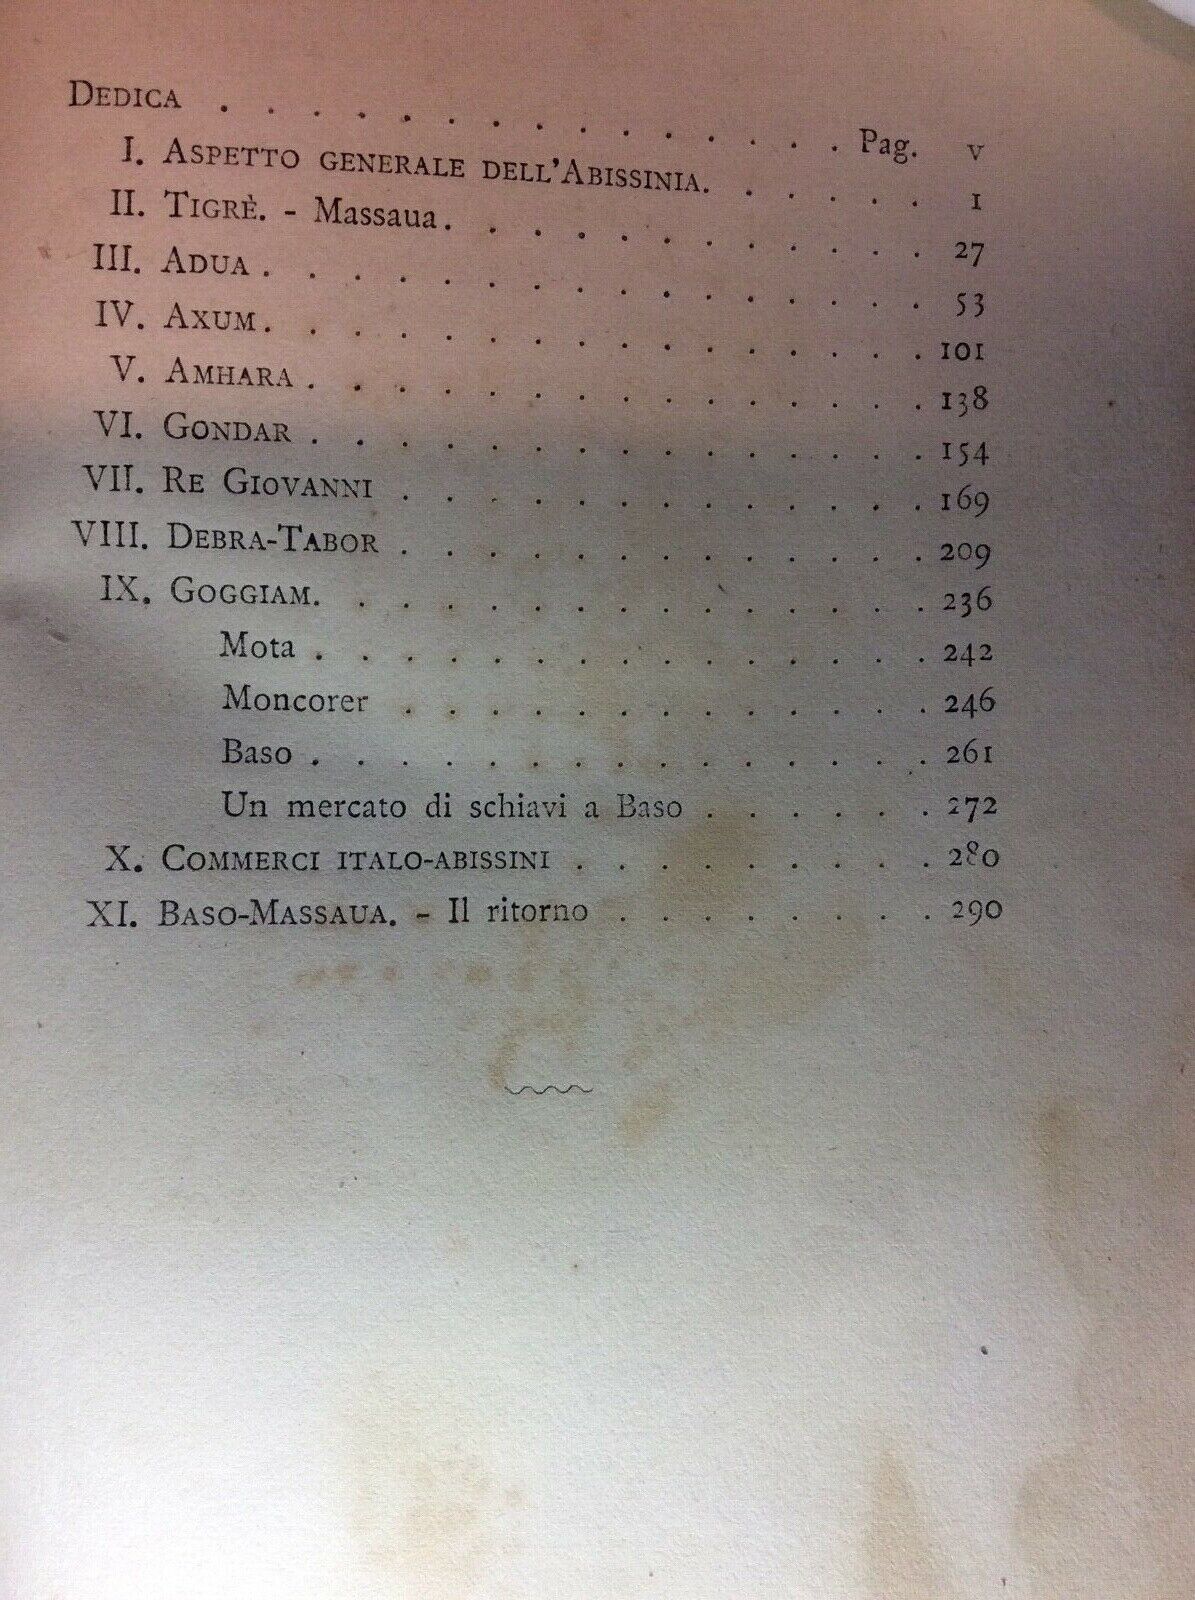 DEDICA . . . . . . . . . . . . . . Pag. V
I. ASPETTO GENERALE DELL'ABISSINIA. . . . . . 1
II. TIGRÈ. - Massaua. . . . . . . . . . . 27
III. ADUA . . . . . . . . . . . . . . . 53
IV. AXUM. . . . . . . . . . . . . . . 101
V. AMHARA . . . . . . . . . . . . . . 138
VI. GONDAR . . . . . . . . . . . . . . 154
VII. RE GIOVANNI . . . . . . . . . . . . 169
VIII. DEBRA-TABOR . . . . . . . . . . . . 209
IX. GOGGIAM. . . . . . . . . . . . . . 236
Mota . . . . . . . . . . . . . . 242
Moncorer . . . . . . . . . . . . 246
Baso . . . . . . . . . . . . . . 261
Un mercato di schiavi a Baso . . . . . . 272
X. COMMERCI ITALO-ABISSINI . . . . . . . . . 280
XI. BASO-MASSAUA. - Il ritorno . . . . . . . . 290